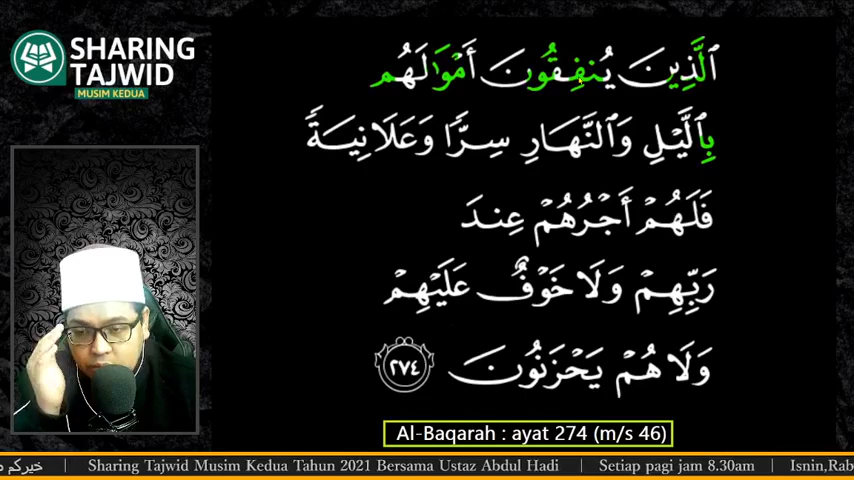 SHARING
TAJWID
MUSIM KEDUA
ٱلَّذِينَ يُنفِقُونَ أَمْوَٰلَهُم
بِٱلَّيْلِ وَٱلنَّهَارِ سِرًّا وَعَلَانِيَةً
فَلَهُمْ أَجْرُهُمْ عِندَ
رَبِّهِمْ وَلَا خَوْفٌ عَلَيْهِمْ
وَلَا هُمْ يَحْزَنُونَ ٢٧٤
Al-Baqarah : ayat 274 (m/s 46)
خيركم | Sharing Tajwid Musim Kedua Tahun 2021 Bersama Ustaz Abdul Hadi | Setiap pagi jam 8.30am | Isnin,Rab